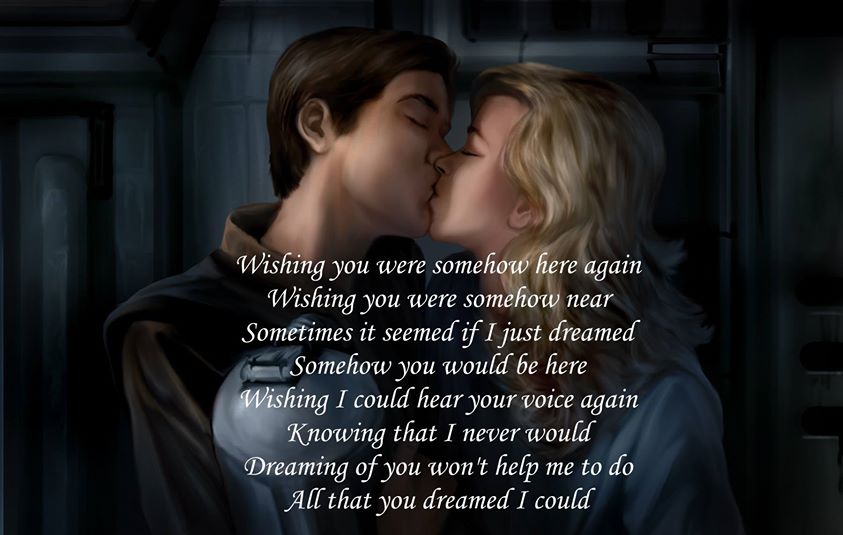 Wishing you were somehow here again
Wishing you were somehow near
Sometimes it seemed if I just dreamed
Somehow you would be here
Wishing I could hear your voice again
Knowing that I never would
Dreaming of you won't help me to do
All that you dreamed I could